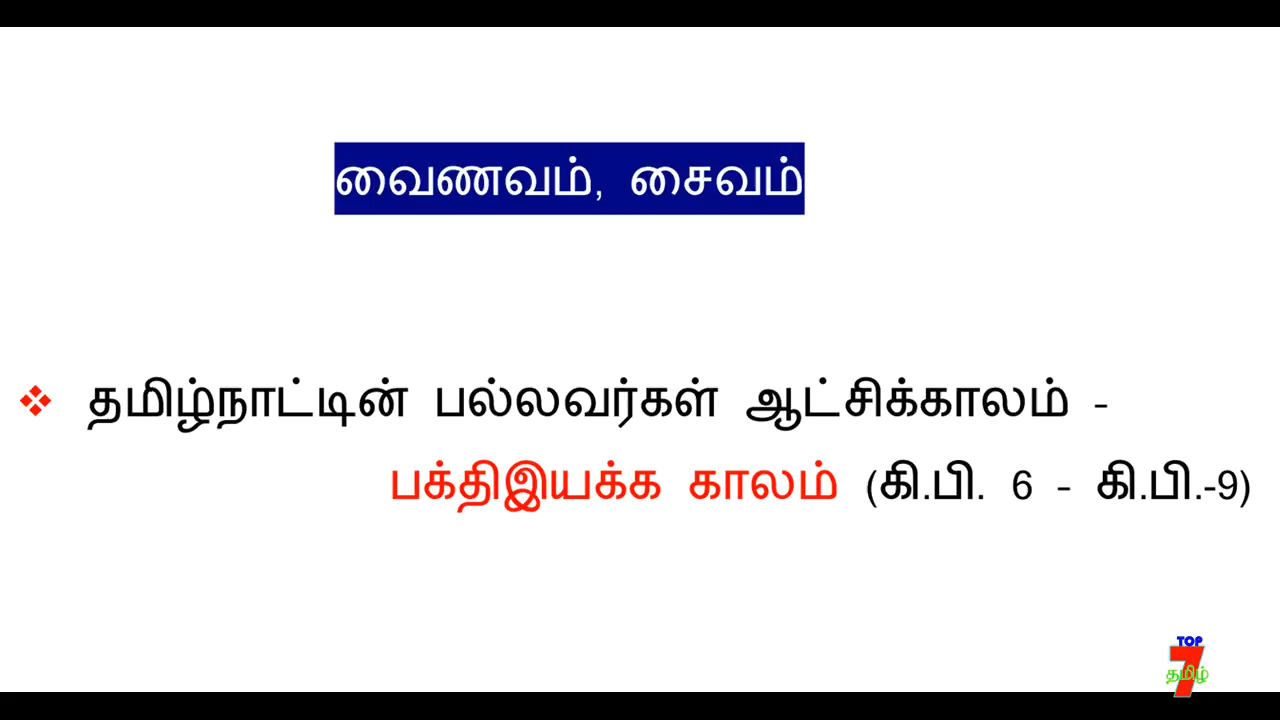 வைணவம், சைவம்
❖ தமிழ்நாட்டின் பல்லவர்கள் ஆட்சிக்காலம் -
பக்திஇயக்க காலம் (கி.பி. 6 - கி.பி.-9)
TOP
7
தமிழ்